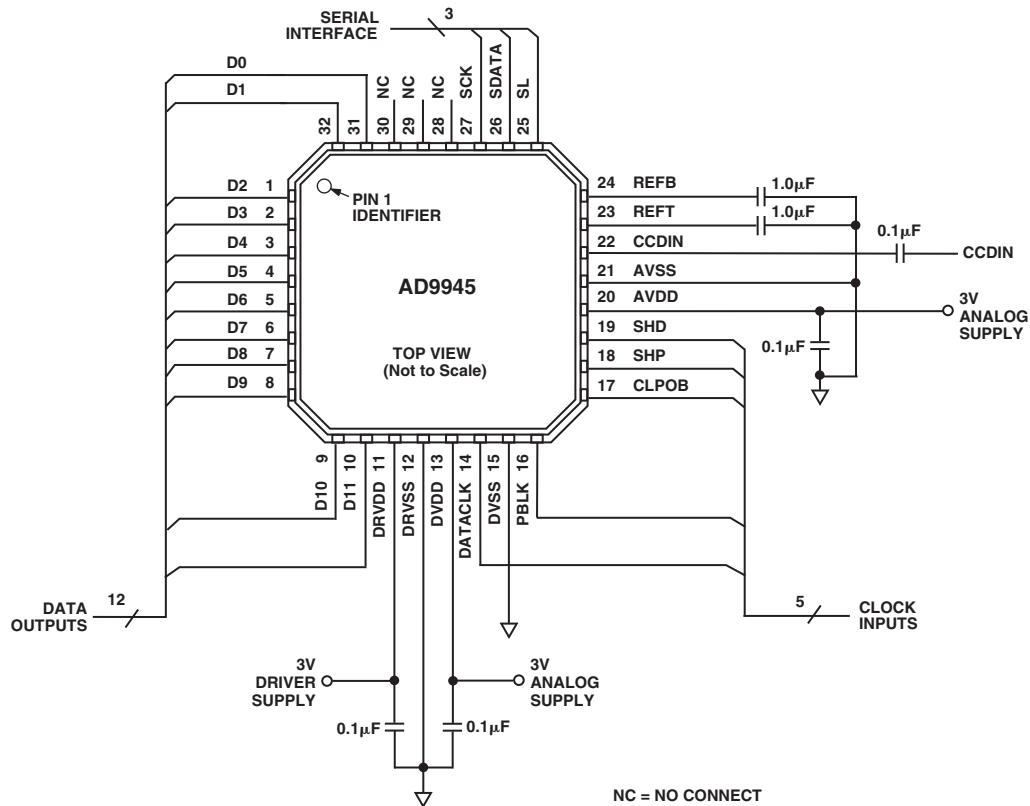 SERIAL
INTERFACE
3
D0
D1
NC
NC
NC
SCK
SDATA
SL
32
31
30
29
28
27
26
25
D2 1
D3 2
D4 3
D5 4
D6 5
D7 6
D8 7
D9 8
PIN 1
IDENTIFIER
AD9945
TOP VIEW
(Not to Scale)
24 REFB
23 REFT
22 CCDIN
21 AVSS
20 AVDD
19 SHD
18 SHP
17 CLPOB
1.0μF
1.0μF
0.1μF
CCDIN
3V
ANALOG
SUPPLY
0.1μF
D10 9
D11 10
DRVDD 11
DRVSS 12
DVDD 13
DATACLK 14
DVSS 15
PBLK 16
DATA
OUTPUTS
12
5
CLOCK
INPUTS
3V
DRIVER
SUPPLY
3V
ANALOG
SUPPLY
0.1μF
0.1μF
NC = NO CONNECT